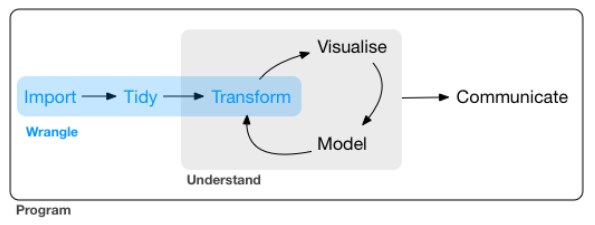 Visualise
Import Tidy Transform
Communicate
Wrangle
Model
Understand
Program